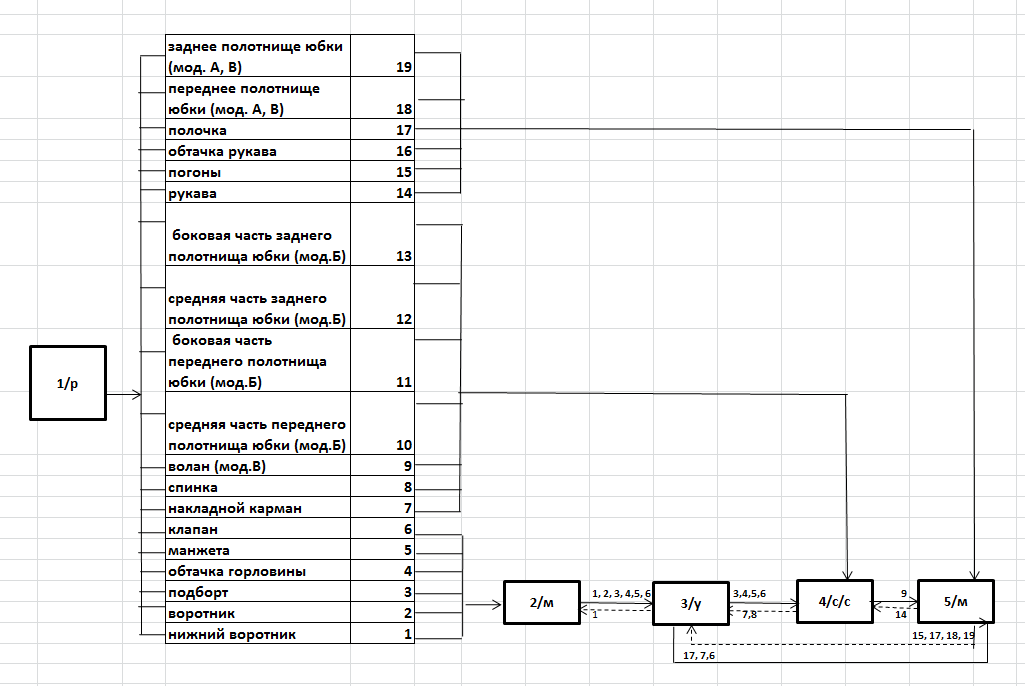 заднее полотнище юбки
(мод. А, В) 19
переднее полотнище
юбки (мод. А, В) 18
полочка 17
обтачка рукава 16
погоны 15
рукава 14
боковая часть заднего
полотнища юбки (мод.Б) 13
средняя часть заднего
полотнища юбки (мод.Б) 12
боковая часть
переднего полотнища
юбки (мод.Б) 11
1/р
средняя часть переднего
полотнища юбки (мод.Б) 10
волан (мод.В) 9
спинка 8
накладной карман 7
клапан 6
манжета 5
обтачка горловины 4
подборт 3
воротник 2
нижний воротник 1
2/м
1, 2, 3, 4,5, 6
1
3/у
3,4,5,6
7,8
4/с/с
9
14
5/м
15, 17, 18, 19
17, 7,6